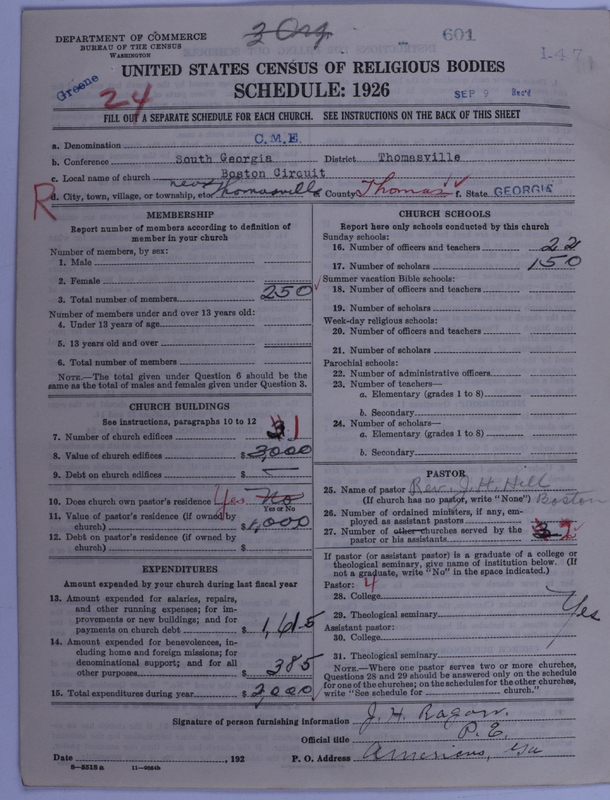 DEPARTMENT OF COMMERCE
BUREAU OF THE CENSUS
WASHINGTON
3 Org
601
147
Greene
24
UNITED STATES CENSUS OF RELIGIOUS BODIES
SCHEDULE: 1926
SEP 9 Rec'd
FILL OUT A SEPARATE SCHEDULE FOR EACH CHURCH. SEE INSTRUCTIONS ON THE BACK OF THIS SHEET
a. Denomination C.M.E.
b. Conference South Georgia District Thomasville
c. Local name of church Boston Circuit
R d. City, town, village, or township, etc. near Thomasville e. County Thomas f. State GEORGIA
MEMBERSHIP
Report number of members according to definition of
member in your church
Number of members, by sex:
1. Male
2. Female
3. Total number of members 250
Number of members under and over 13 years old:
4. Under 13 years of age
5. 13 years old and over
6. Total number of members
NOTE.—The total given under Question 6 should be the
same as the total of males and females given under Question 3.
CHURCH BUILDINGS
See instructions, paragraphs 10 to 12
7. Number of church edifices 3 1
8. Value of church edifices $ 3,000
9. Debt on church edifices
10. Does church own pastor's residence Yes No
Yes or No
11. Value of pastor's residence (if owned by
church) $ 1,000
12. Debt on pastor's residence (if owned by
church) $
EXPENDITURES
Amount expended by your church during last fiscal year
13. Amount expended for salaries, repairs,
and other running expenses; for im-
provements or new buildings; and for
payments on church debt $ 1,615
14. Amount expended for benevolences, in-
cluding home and foreign missions; for
denominational support; and for all
other purposes $ 385
15. Total expenditures during year $ 2,000
CHURCH SCHOOLS
Report here only schools conducted by this church
Sunday schools:
16. Number of officers and teachers 22
17. Number of scholars 150
Summer vacation Bible schools:
18. Number of officers and teachers
19. Number of scholars
Week-day religious schools:
20. Number of officers and teachers
21. Number of scholars
Parochial schools:
22. Number of administrative officers
23. Number of teachers—
a. Elementary (grades 1 to 8)
b. Secondary
24. Number of scholars—
a. Elementary (grades 1 to 8)
b. Secondary
PASTOR
25. Name of pastor Rev. J. H. Hill
(If church has no pastor, write "None") Boston
26. Number of ordained ministers, if any, em-
ployed as assistant pastors
27. Number of other churches served by the
pastor or his assistants
If pastor (or assistant pastor) is a graduate of a college or
theological seminary, give name of institution below. (If
not a graduate, write "No" in the space indicated.)
Pastor: 4
28. College
Yes
29. Theological seminary
Assistant pastor:
30. College
31. Theological seminary
NOTE.—Where one pastor serves two or more churches,
Questions 28 and 29 should be answered only on the schedule
for one of the churches; on the schedules for the other churches,
write "See schedule for church."
Signature of person furnishing information J. H. Ragon.
Official title P. E.
Date , 192 P. O. Address Americus, Ga
8—5518 a 11—9664b